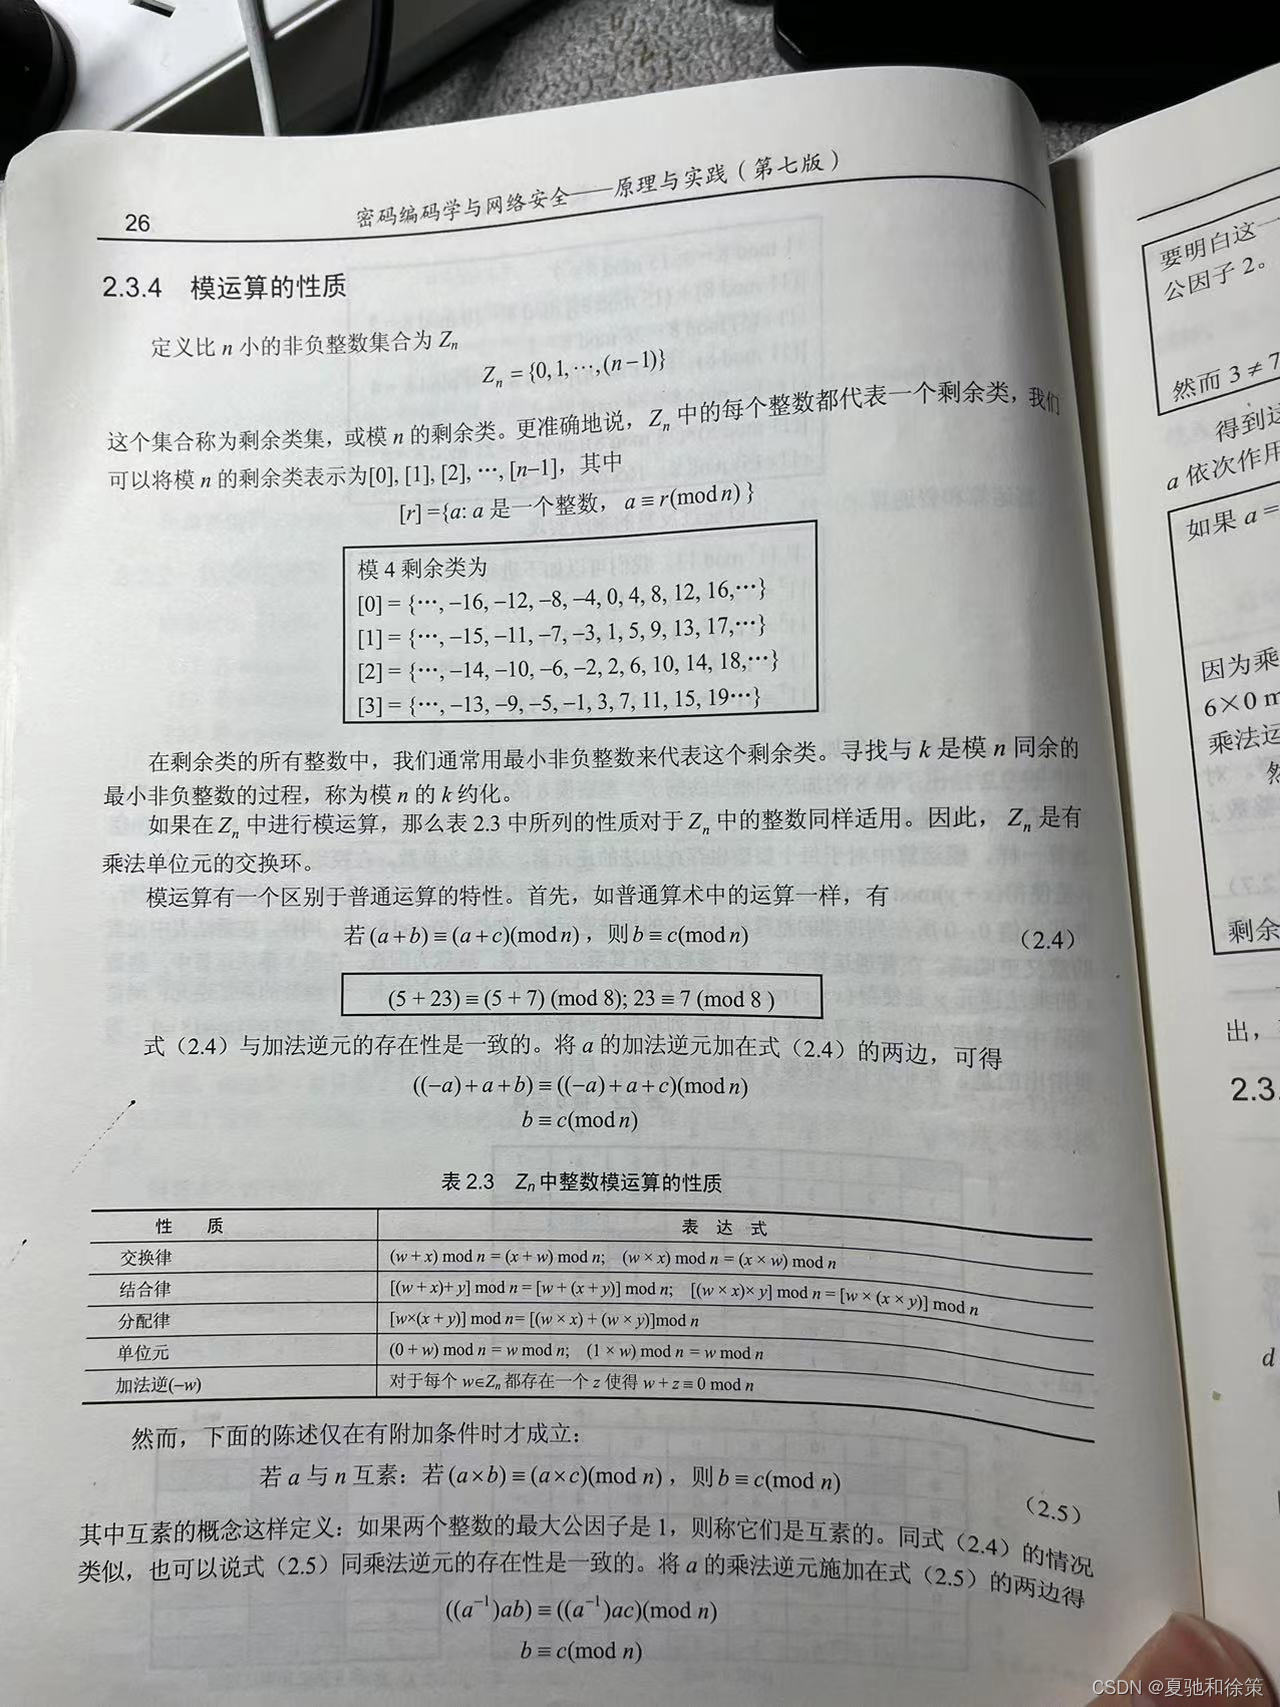 26
密码编码学与网络安全——原理与实践（第七版）
2.3.4 模运算的性质
定义比 n 小的非负整数集合为 Zn
Zn = {0, 1, ⋯, (n−1)}
这个集合称为剩余类集，或模 n 的剩余类。更准确地说，Zn 中的每个整数都代表一个剩余类，我们
可以将模 n 的剩余类表示为[0], [1], [2], ⋯, [n−1]，其中
[r] ={a: a 是一个整数，a ≡ r(mod n) }
模 4 剩余类为
[0] = {⋯, −16, −12, −8, −4, 0, 4, 8, 12, 16,⋯}
[1] = {⋯, −15, −11, −7, −3, 1, 5, 9, 13, 17,⋯}
[2] = {⋯, −14, −10, −6, −2, 2, 6, 10, 14, 18,⋯}
[3] = {⋯, −13, −9, −5, −1, 3, 7, 11, 15, 19⋯}
在剩余类的所有整数中，我们通常用最小非负整数来代表这个剩余类。寻找与 k 是模 n 同余的
最小非负整数的过程，称为模 n 的 k 约化。
如果在 Zn 中进行模运算，那么表 2.3 中所列的性质对于 Zn 中的整数同样适用。因此，Zn 是有
乘法单位元的交换环。
模运算有一个区别于普通运算的特性。首先，如普通算术中的运算一样，有
若 (a+b) ≡ (a+c)(mod n)，则 b ≡ c(mod n) （2.4）
(5 + 23) ≡ (5 + 7) (mod 8); 23 ≡ 7 (mod 8 )
式（2.4）与加法逆元的存在性是一致的。将 a 的加法逆元加在式（2.4）的两边，可得
((−a)+a+b) ≡ ((−a)+a+c)(mod n)
b ≡ c(mod n)
表 2.3 Zn 中整数模运算的性质
性 质 表 达 式
交换律 (w + x) mod n = (x + w) mod n; (w × x) mod n = (x × w) mod n
结合律 [(w + x)+ y] mod n = [w + (x + y)] mod n; [(w × x)× y] mod n = [w × (x × y)] mod n
分配律 [w×(x + y)] mod n= [(w × x) + (w × y)]mod n
单位元 (0 + w) mod n = w mod n; (1 × w) mod n = w mod n
加法逆(−w) 对于每个 w∈Zn 都存在一个 z 使得 w + z ≡ 0 mod n
然而，下面的陈述仅在有附加条件时才成立：
若 a 与 n 互素：若 (a×b) ≡ (a×c)(mod n)，则 b ≡ c(mod n)
（2.5）
其中互素的概念这样定义：如果两个整数的最大公因子是 1，则称它们是互素的。同式（2.4）的情况
类似，也可以说式（2.5）同乘法逆元的存在性是一致的。将 a 的乘法逆元施加在式（2.5）的两边得
((a⁻¹)ab) ≡ ((a⁻¹)ac)(mod n)
b ≡ c(mod n)
要明白这一
公因子 2。
然而 3 ≠ 7
得到这
a 依次作用
如果 a =
因为乘
6×0 m
乘法运
然
剩余
出，
2.3.
d
CSDN @夏驰和徐策